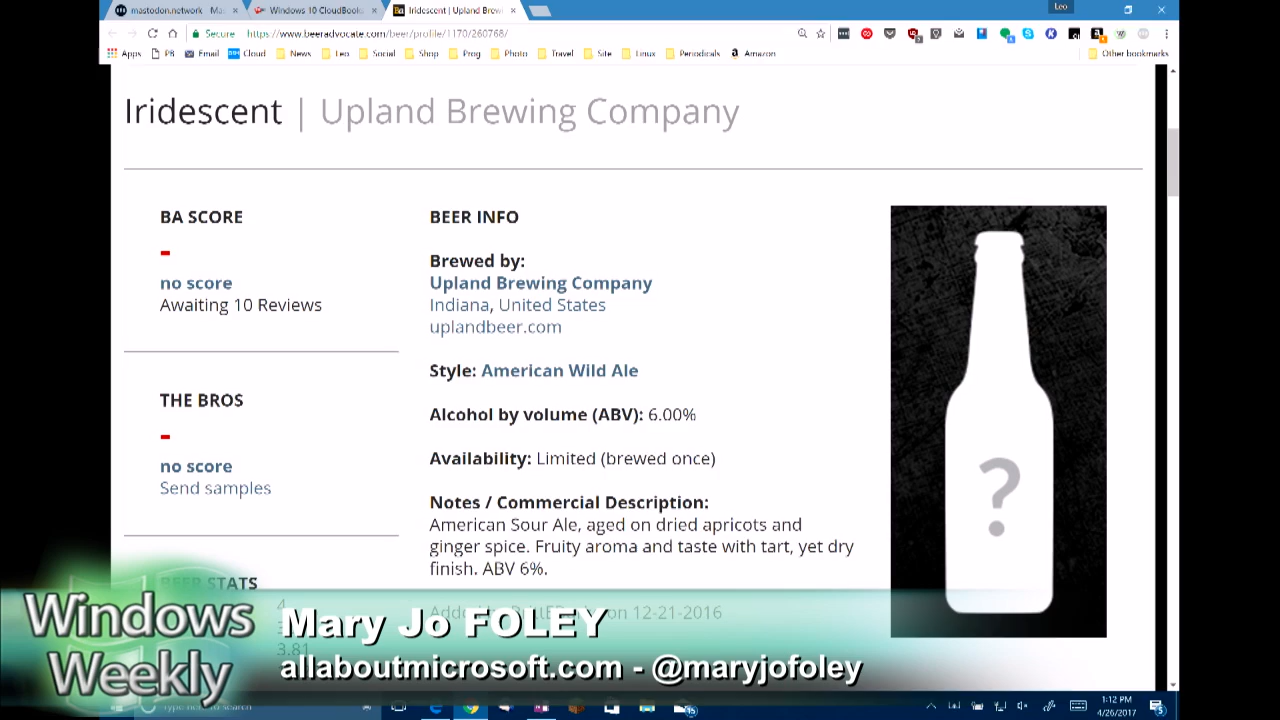 mastodon.network
Windows 10 CloudBook
Iridescent | Upland Brew
Leo
Secure
https://www.beeradvocate.com/beer/profile/1170/260768/
Apps
PB
Email
Cloud
News
Leo
Social
Shop
Prog
Photo
Travel
Site
Linux
Periodicals
Amazon
Other bookmarks
Iridescent | Upland Brewing Company
BA SCORE
-
no score
Awaiting 10 Reviews
THE BROS
-
no score
Send samples
BEER STATS
4
3.81
BEER INFO
Brewed by:
Upland Brewing Company
Indiana, United States
uplandbeer.com
Style: American Wild Ale
Alcohol by volume (ABV): 6.00%
Availability: Limited (brewed once)
Notes / Commercial Description:
American Sour Ale, aged on dried apricots and
ginger spice. Fruity aroma and taste with tart, yet dry
finish. ABV 6%.
on 12-21-2016
?
Windows
Weekly
Mary Jo FOLEY
allaboutmicrosoft.com - @maryjofoley
1:12 PM
4/26/2017